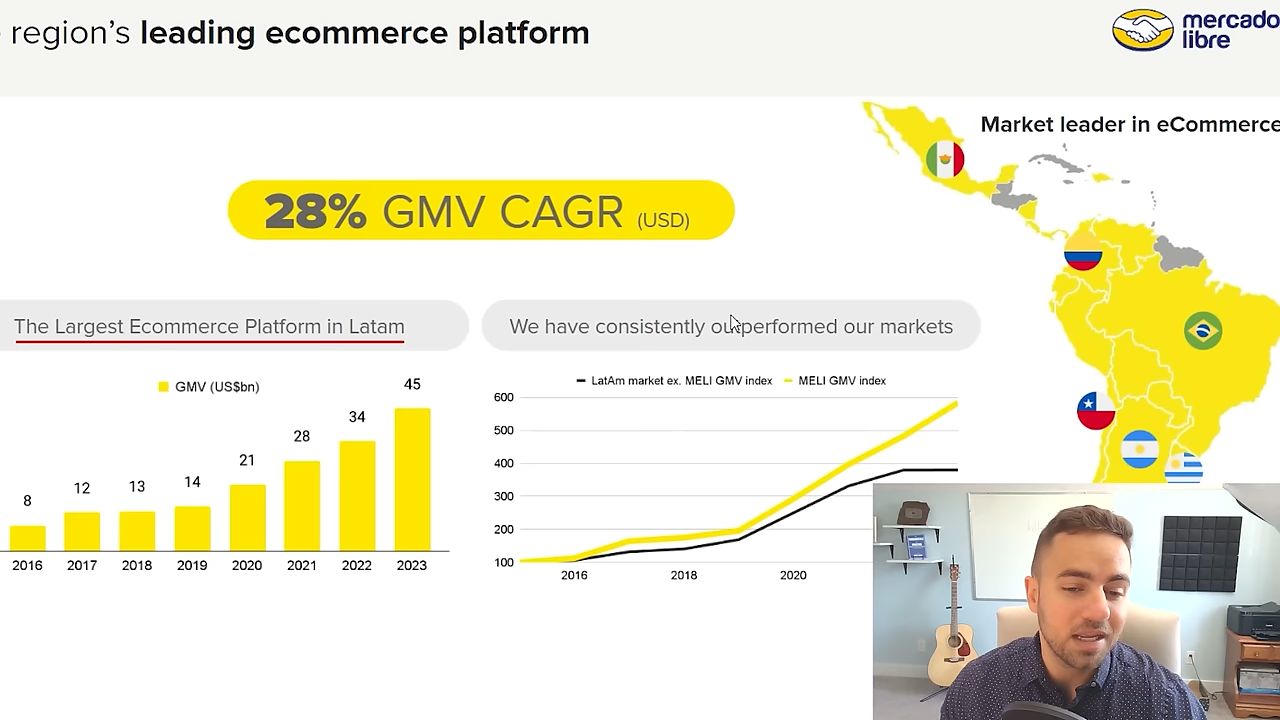 region's leading ecommerce platform
mercado
libre
Market leader in eCommerce
28% GMV CAGR (USD)
The Largest Ecommerce Platform in Latam
We have consistently outperformed our markets
GMV (US$bn)
8
12
13
14
21
28
34
45
2016
2017
2018
2019
2020
2021
2022
2023
LatAm market ex. MELI GMV index
MELI GMV index
600
500
400
300
200
100
2016
2018
2020